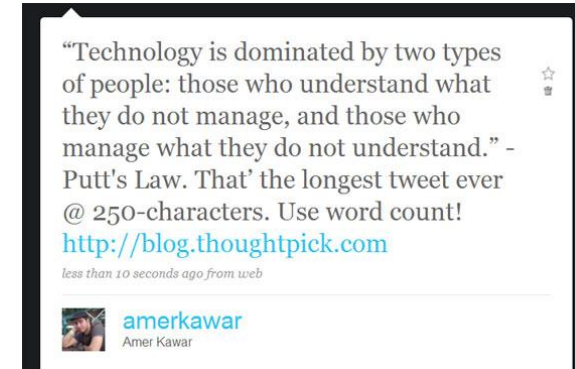 “Technology is dominated by two types
of people: those who understand what
they do not manage, and those who
manage what they do not understand.” -
Putt's Law. That’ the longest tweet ever
@ 250-characters. Use word count!
http://blog.thoughtpick.com
less than 10 seconds ago from web
amerkawar
Amer Kawar